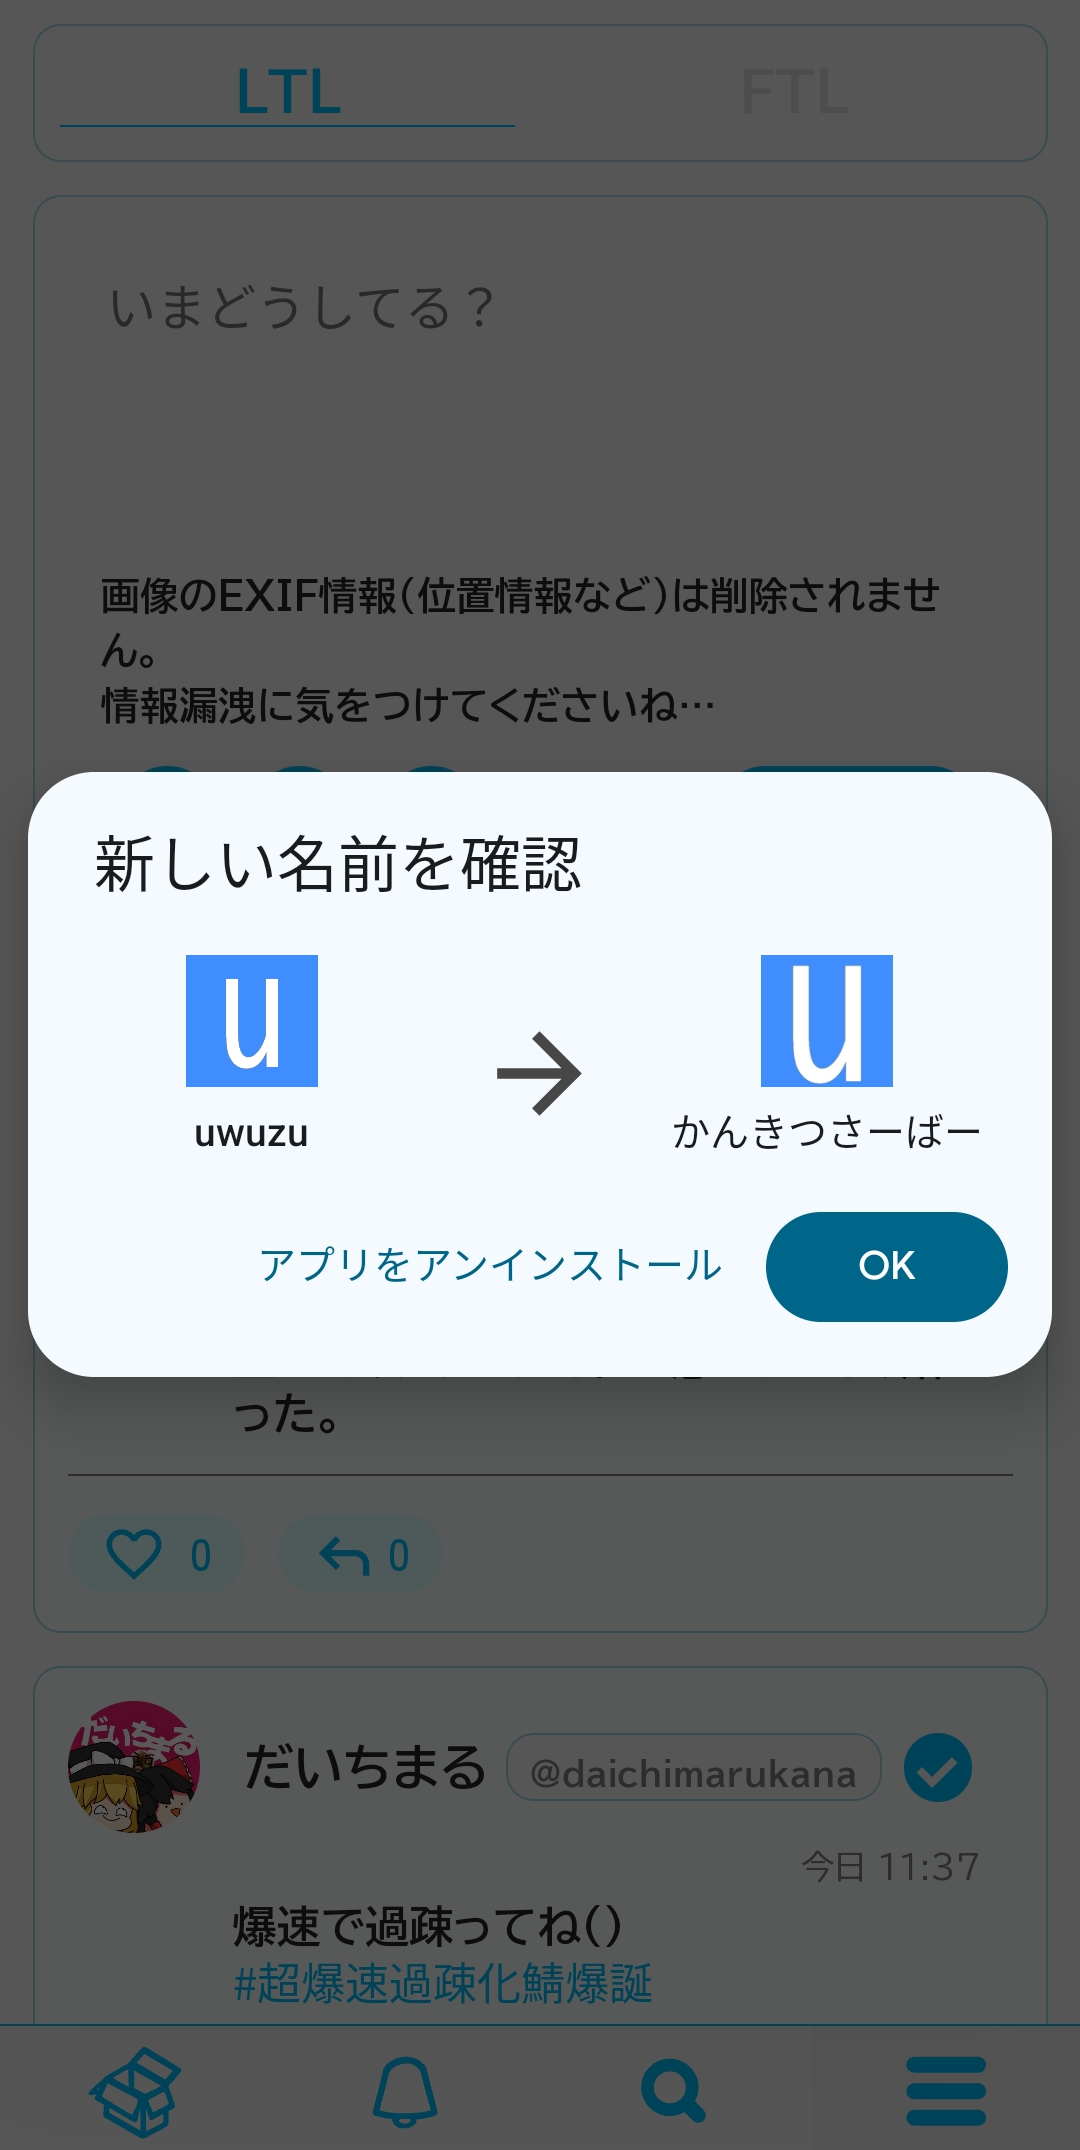 LTL
FTL
いまどうしてる？
画像のEXIF情報（位置情報など）は削除されませ
ん。
情報漏洩に気をつけてくださいね…
新しい名前を確認
u
u
uwuzu
かんきつさーばー
アプリをアンインストール
OK
った。
0
0
だいちまる
だいちまる
@daichimarukana
今日 11:37
爆速で過疎ってね()
#超爆速過疎化鯖爆誕